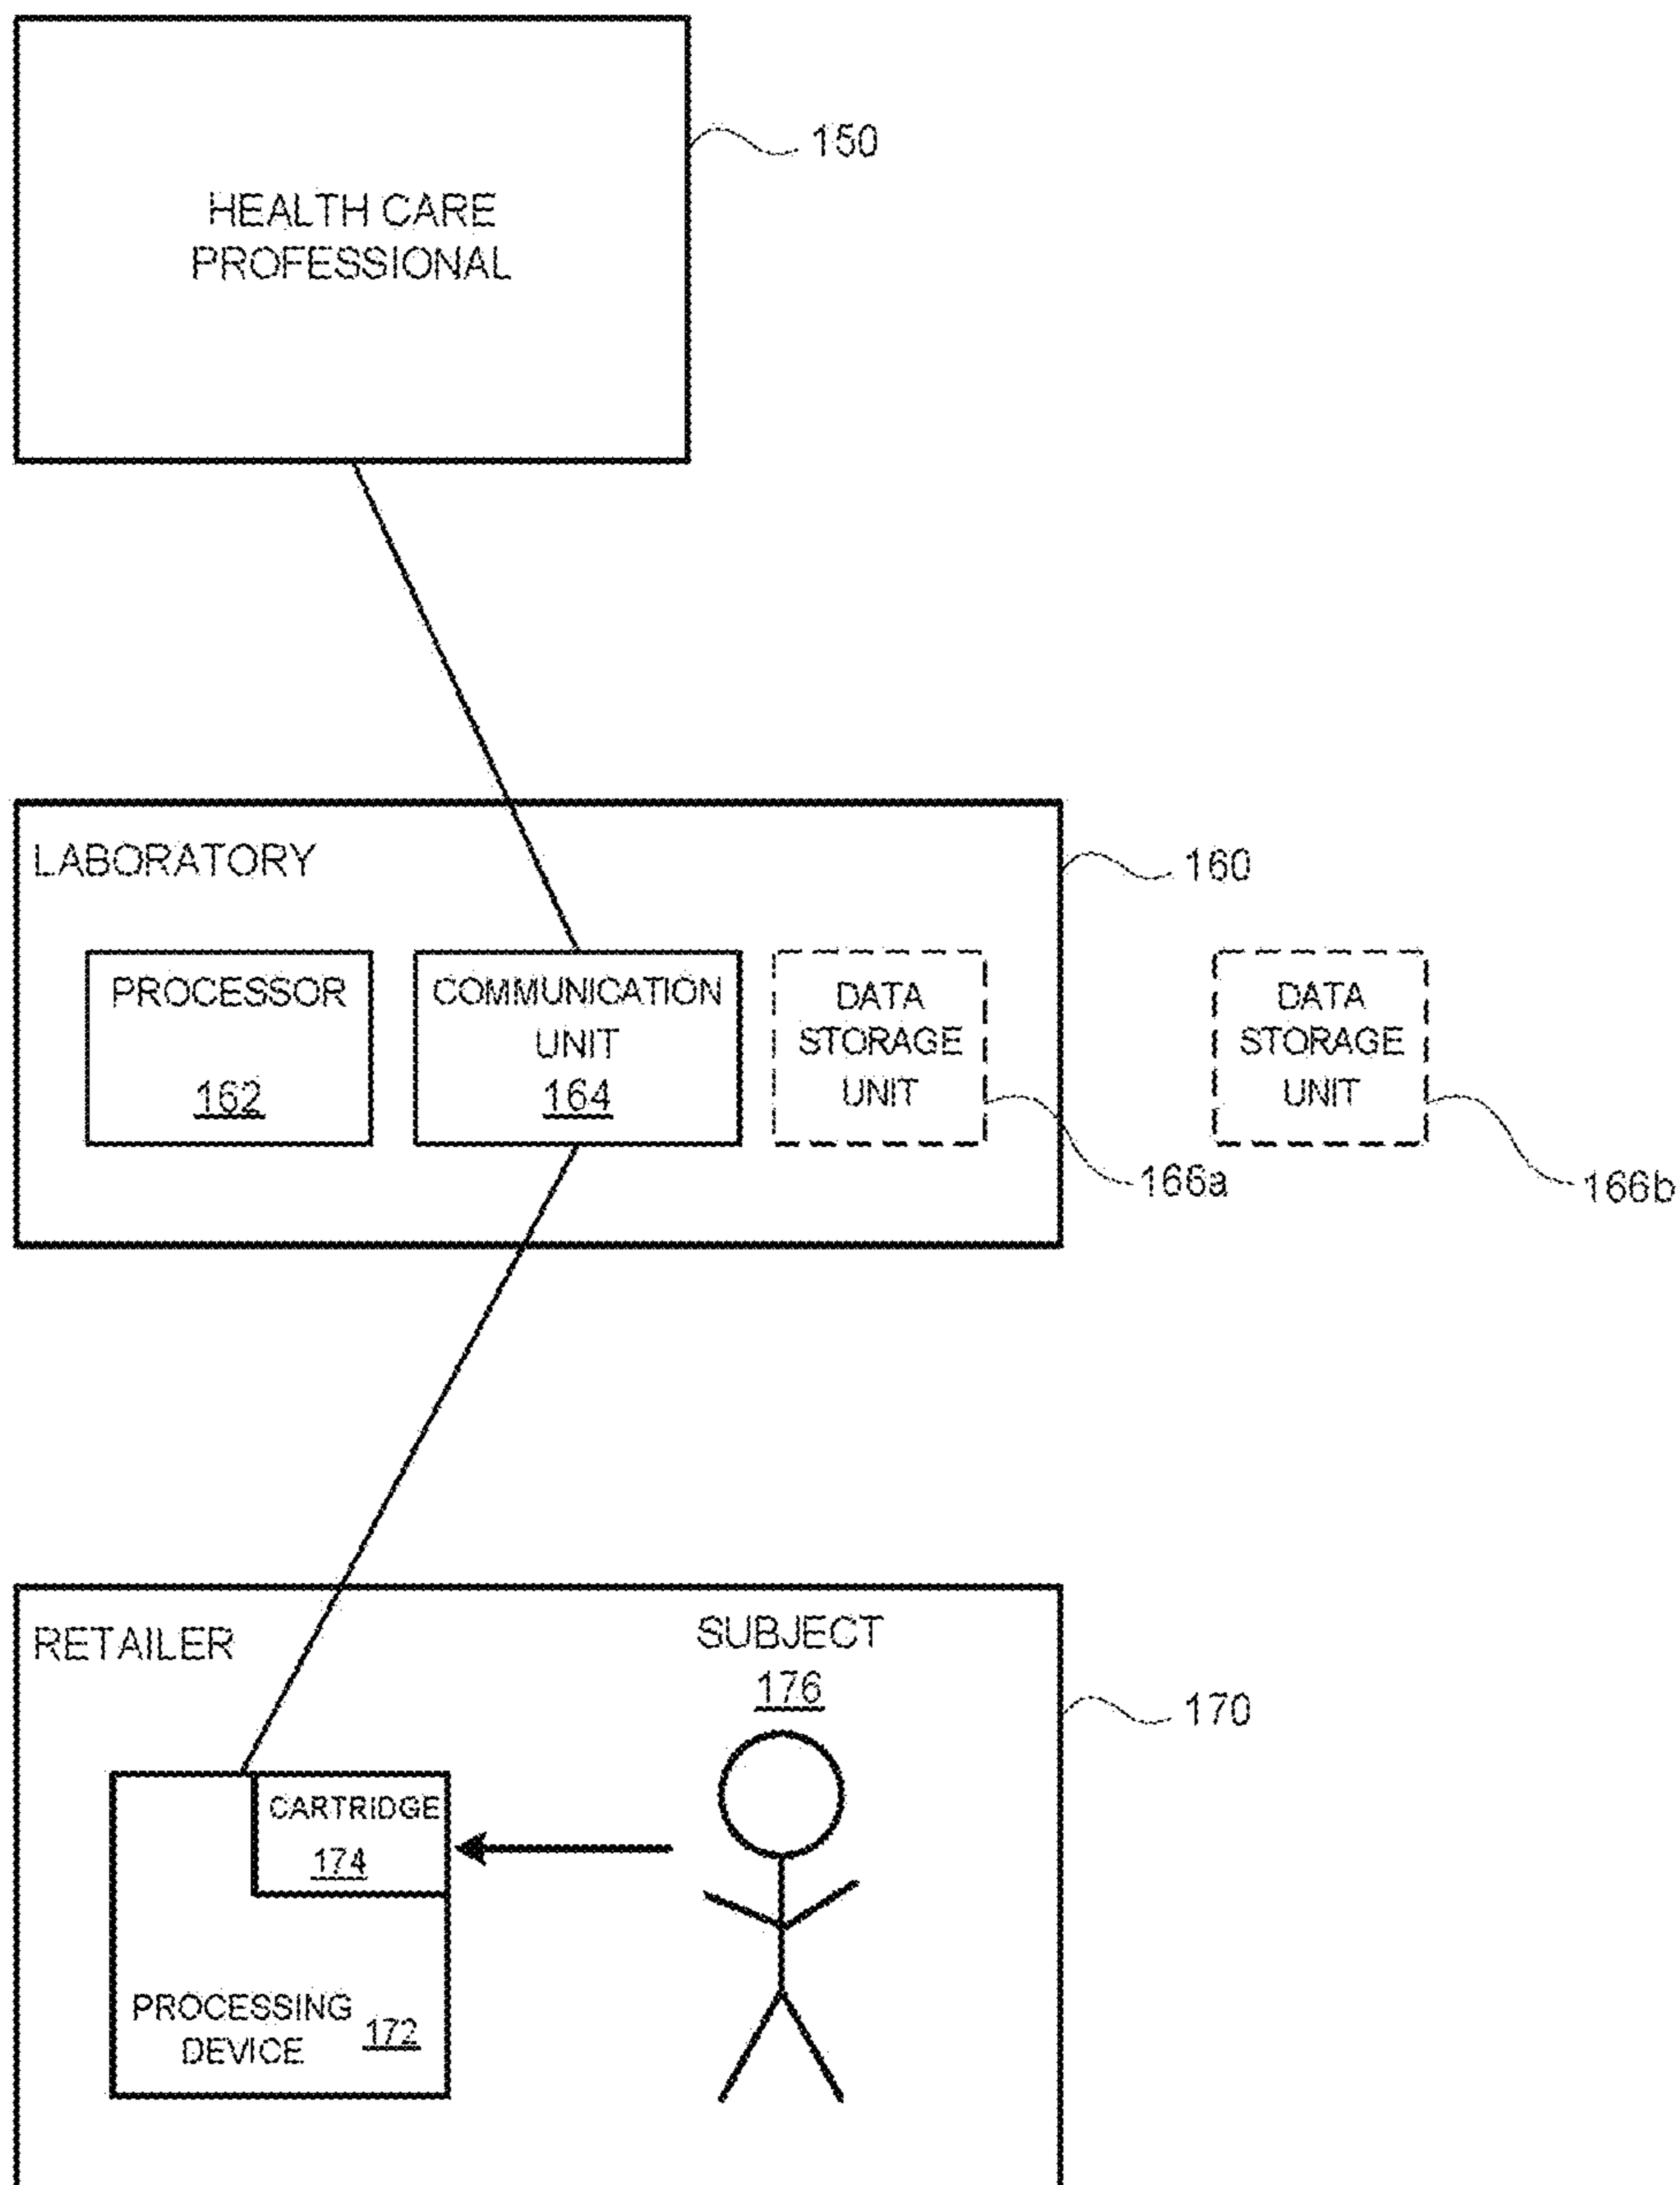 HEALTH CARE
PROFESSIONAL
150
LABORATORY
160
PROCESSOR
162
COMMUNICATION
UNIT
164
DATA
STORAGE
UNIT
166a
DATA
STORAGE
UNIT
166b
RETAILER
SUBJECT
176
170
CARTRIDGE
174
PROCESSING
DEVICE
172